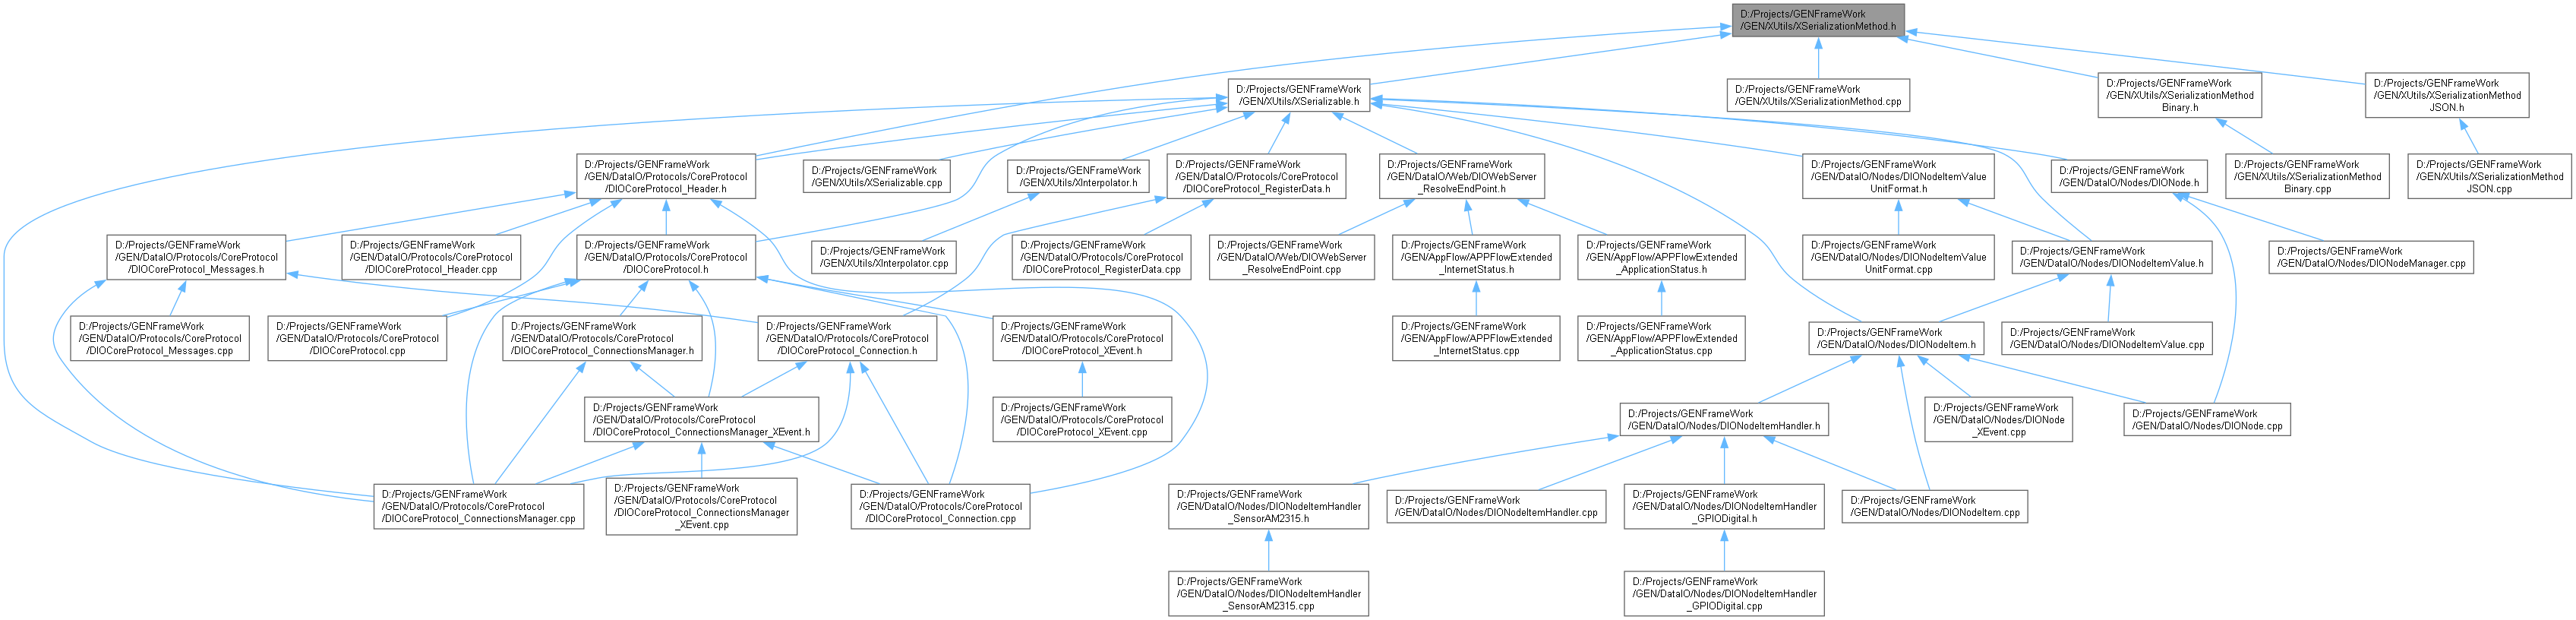 D:/Projects/GENFrameWork
/GEN/XUtils/XSerializationMethod.h
D:/Projects/GENFrameWork
/GEN/XUtils/XSerializable.h
D:/Projects/GENFrameWork
/GEN/XUtils/XSerializationMethod.cpp
D:/Projects/GENFrameWork
/GEN/XUtils/XSerializationMethod
Binary.h
D:/Projects/GENFrameWork
/GEN/XUtils/XSerializationMethod
JSON.h
D:/Projects/GENFrameWork
/GEN/DataIO/Protocols/CoreProtocol
/DIOCoreProtocol_Header.h
D:/Projects/GENFrameWork
/GEN/XUtils/XSerializable.cpp
D:/Projects/GENFrameWork
/GEN/XUtils/XInterpolator.h
D:/Projects/GENFrameWork
/GEN/DataIO/Protocols/CoreProtocol
/DIOCoreProtocol_RegisterData.h
D:/Projects/GENFrameWork
/GEN/DataIO/Web/DIOWebServer
_ResolveEndPoint.h
D:/Projects/GENFrameWork
/GEN/DataIO/Nodes/DIONodeItemValue
UnitFormat.h
D:/Projects/GENFrameWork
/GEN/DataIO/Nodes/DIONode.h
D:/Projects/GENFrameWork
/GEN/XUtils/XSerializationMethod
Binary.cpp
D:/Projects/GENFrameWork
/GEN/XUtils/XSerializationMethod
JSON.cpp
D:/Projects/GENFrameWork
/GEN/DataIO/Protocols/CoreProtocol
/DIOCoreProtocol_Messages.h
D:/Projects/GENFrameWork
/GEN/DataIO/Protocols/CoreProtocol
/DIOCoreProtocol_Header.cpp
D:/Projects/GENFrameWork
/GEN/DataIO/Protocols/CoreProtocol
/DIOCoreProtocol.h
D:/Projects/GENFrameWork
/GEN/XUtils/XInterpolator.cpp
D:/Projects/GENFrameWork
/GEN/DataIO/Protocols/CoreProtocol
/DIOCoreProtocol_RegisterData.cpp
D:/Projects/GENFrameWork
/GEN/DataIO/Web/DIOWebServer
_ResolveEndPoint.cpp
D:/Projects/GENFrameWork
/GEN/AppFlow/APPFlowExtended
_InternetStatus.h
D:/Projects/GENFrameWork
/GEN/AppFlow/APPFlowExtended
_ApplicationStatus.h
D:/Projects/GENFrameWork
/GEN/DataIO/Nodes/DIONodeItemValue
UnitFormat.cpp
D:/Projects/GENFrameWork
/GEN/DataIO/Nodes/DIONodeItemValue.h
D:/Projects/GENFrameWork
/GEN/DataIO/Nodes/DIONodeManager.cpp
D:/Projects/GENFrameWork
/GEN/DataIO/Protocols/CoreProtocol
/DIOCoreProtocol_Messages.cpp
D:/Projects/GENFrameWork
/GEN/DataIO/Protocols/CoreProtocol
/DIOCoreProtocol.cpp
D:/Projects/GENFrameWork
/GEN/DataIO/Protocols/CoreProtocol
/DIOCoreProtocol_ConnectionsManager.h
D:/Projects/GENFrameWork
/GEN/DataIO/Protocols/CoreProtocol
/DIOCoreProtocol_Connection.h
D:/Projects/GENFrameWork
/GEN/DataIO/Protocols/CoreProtocol
/DIOCoreProtocol_XEvent.h
D:/Projects/GENFrameWork
/GEN/AppFlow/APPFlowExtended
_InternetStatus.cpp
D:/Projects/GENFrameWork
/GEN/AppFlow/APPFlowExtended
_ApplicationStatus.cpp
D:/Projects/GENFrameWork
/GEN/DataIO/Nodes/DIONodeItem.h
D:/Projects/GENFrameWork
/GEN/DataIO/Nodes/DIONodeItemValue.cpp
D:/Projects/GENFrameWork
/GEN/DataIO/Protocols/CoreProtocol
/DIOCoreProtocol_ConnectionsManager_XEvent.h
D:/Projects/GENFrameWork
/GEN/DataIO/Protocols/CoreProtocol
/DIOCoreProtocol_XEvent.cpp
D:/Projects/GENFrameWork
/GEN/DataIO/Nodes/DIONodeItemHandler.h
D:/Projects/GENFrameWork
/GEN/DataIO/Nodes/DIONode
_XEvent.cpp
D:/Projects/GENFrameWork
/GEN/DataIO/Nodes/DIONode.cpp
D:/Projects/GENFrameWork
/GEN/DataIO/Protocols/CoreProtocol
/DIOCoreProtocol_ConnectionsManager.cpp
D:/Projects/GENFrameWork
/GEN/DataIO/Protocols/CoreProtocol
/DIOCoreProtocol_ConnectionsManager
_XEvent.cpp
D:/Projects/GENFrameWork
/GEN/DataIO/Protocols/CoreProtocol
/DIOCoreProtocol_Connection.cpp
D:/Projects/GENFrameWork
/GEN/DataIO/Nodes/DIONodeItemHandler
_SensorAM2315.h
D:/Projects/GENFrameWork
/GEN/DataIO/Nodes/DIONodeItemHandler.cpp
D:/Projects/GENFrameWork
/GEN/DataIO/Nodes/DIONodeItemHandler
_GPIODigital.h
D:/Projects/GENFrameWork
/GEN/DataIO/Nodes/DIONodeItem.cpp
D:/Projects/GENFrameWork
/GEN/DataIO/Nodes/DIONodeItemHandler
_SensorAM2315.cpp
D:/Projects/GENFrameWork
/GEN/DataIO/Nodes/DIONodeItemHandler
_GPIODigital.cpp